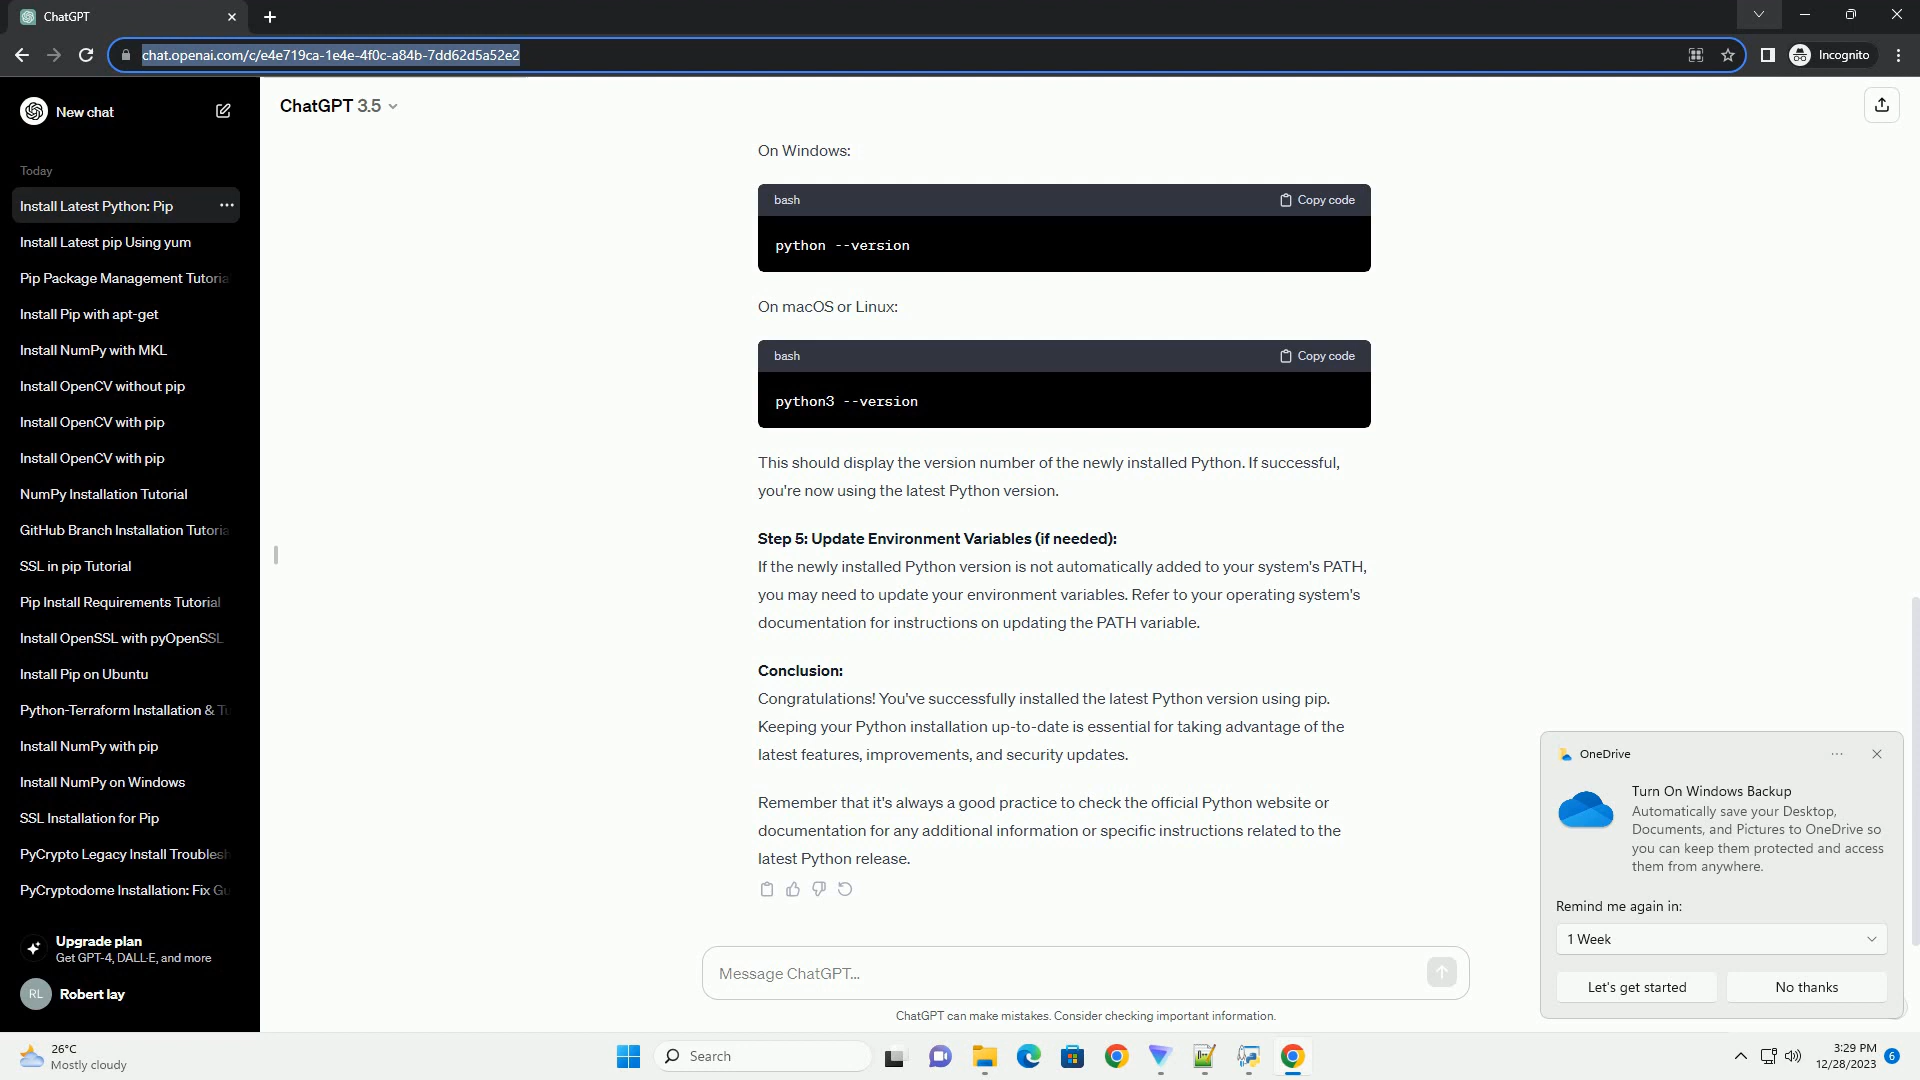 ChatGPT
chat.openai.com/c/e4e719ca-1e4e-4f0c-a84b-7dd62d5a52e2
Incognito
New chat
Today
Install Latest Python: Pip
Install Latest pip Using yum
Pip Package Management Tutoria
Install Pip with apt-get
Install NumPy with MKL
Install OpenCV without pip
Install OpenCV with pip
Install OpenCV with pip
NumPy Installation Tutorial
GitHub Branch Installation Tutoria
SSL in pip Tutorial
Pip Install Requirements Tutorial
Install OpenSSL with pyOpenSSL
Install Pip on Ubuntu
Python-Terraform Installation & Tu
Install NumPy with pip
Install NumPy on Windows
SSL Installation for Pip
PyCrypto Legacy Install Troublesh
PyCryptodome Installation: Fix Gu
Upgrade plan
Get GPT-4, DALL·E, and more
RL
Robert lay
ChatGPT 3.5
On Windows:
bash
Copy code
python --version
On macOS or Linux:
bash
Copy code
python3 --version
This should display the version number of the newly installed Python. If successful,
you're now using the latest Python version.
Step 5: Update Environment Variables (if needed):
If the newly installed Python version is not automatically added to your system's PATH,
you may need to update your environment variables. Refer to your operating system's
documentation for instructions on updating the PATH variable.
Conclusion:
Congratulations! You've successfully installed the latest Python version using pip.
Keeping your Python installation up-to-date is essential for taking advantage of the
latest features, improvements, and security updates.
Remember that it's always a good practice to check the official Python website or
documentation for any additional information or specific instructions related to the
latest Python release.
Message ChatGPT...
ChatGPT can make mistakes. Consider checking important information.
OneDrive
Turn On Windows Backup
Automatically save your Desktop,
Documents, and Pictures to OneDrive so
you can keep them protected and access
them from anywhere.
Remind me again in:
1 Week
Let's get started
No thanks
26°C
Mostly cloudy
Search
3:29 PM
12/28/2023
6